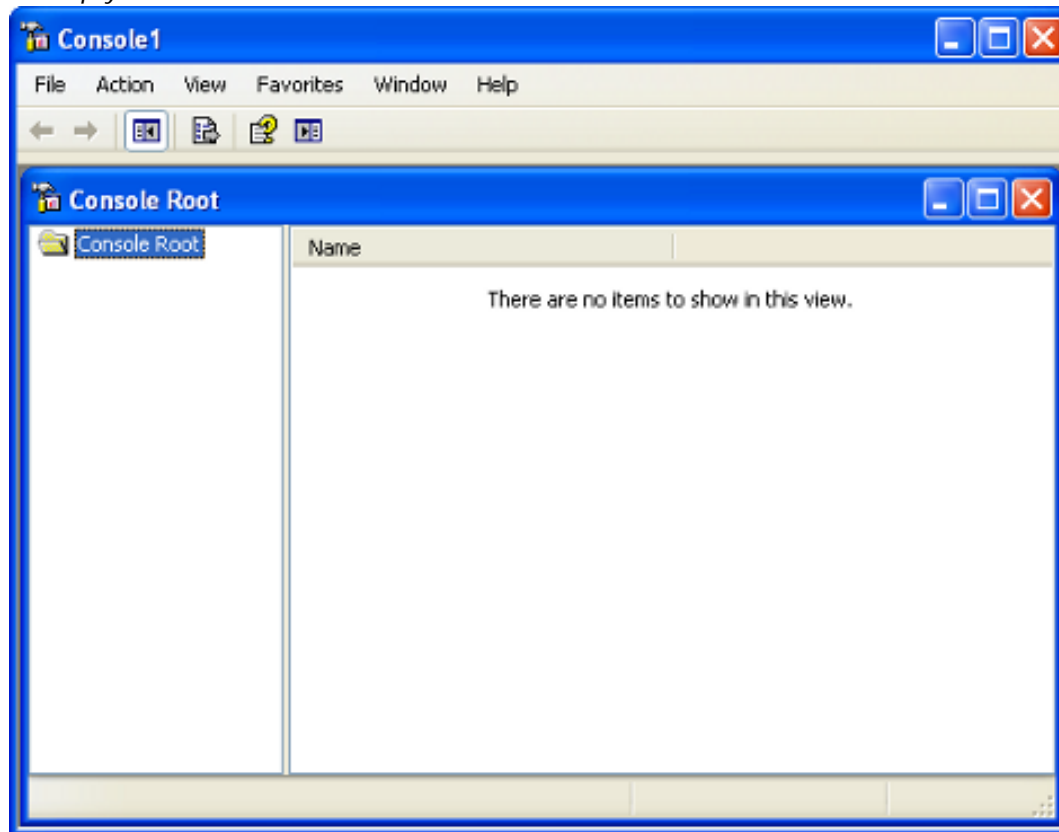 Console1
File Action View Favorites Window Help
Console Root
Console Root
Name
There are no items to show in this view.